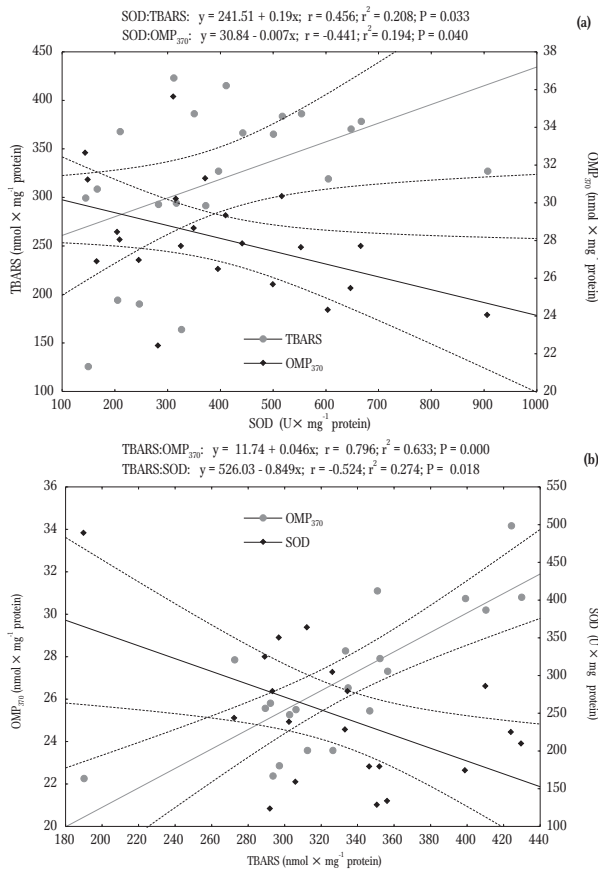 SOD:TBARS: y = 241.51 + 0.19x; r = 0.456; r² = 0.208; P = 0.033
(a)
SOD:OMP₃₇₀: y = 30.84 - 0.007x; r = -0.441; r² = 0.194; P = 0.040
450
400
350
300
250
200
150
100
TBARS (nmol × mg⁻¹ protein)
38
36
34
32
30
28
26
24
22
20
OMP₃₇₀ (nmol × mg⁻¹ protein)
TBARS
OMP₃₇₀
100 200 300 400 500 600 700 800 900 1000
SOD (U× mg⁻¹ protein)
TBARS:OMP₃₇₀: y = 11.74 + 0.046x; r = 0.796; r² = 0.633; P = 0.000
(b)
TBARS:SOD: y = 526.03 - 0.849x; r = -0.524; r² = 0.274; P = 0.018
36
34
32
30
28
26
24
22
20
OMP₃₇₀ (nmol × mg⁻¹ protein)
550
500
450
400
350
300
250
200
150
100
SOD (U × mg⁻¹ protein)
OMP₃₇₀
SOD
180 200 220 240 260 280 300 320 340 360 380 400 420 440
TBARS (nmol × mg⁻¹ protein)